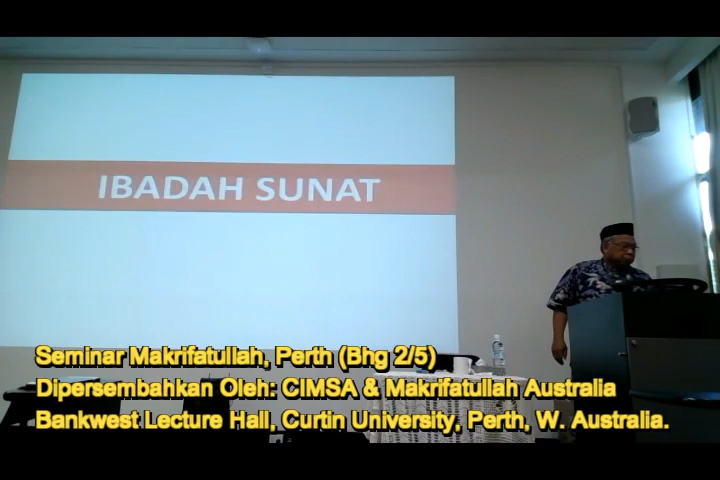 IBADAH SUNAT
Seminar Makrifatullah, Perth (Bhg 2/5)
Dipersembahkan Oleh: CIMSA & Makrifatullah Australia
Bankwest Lecture Hall, Curtin University, Perth, W. Australia.